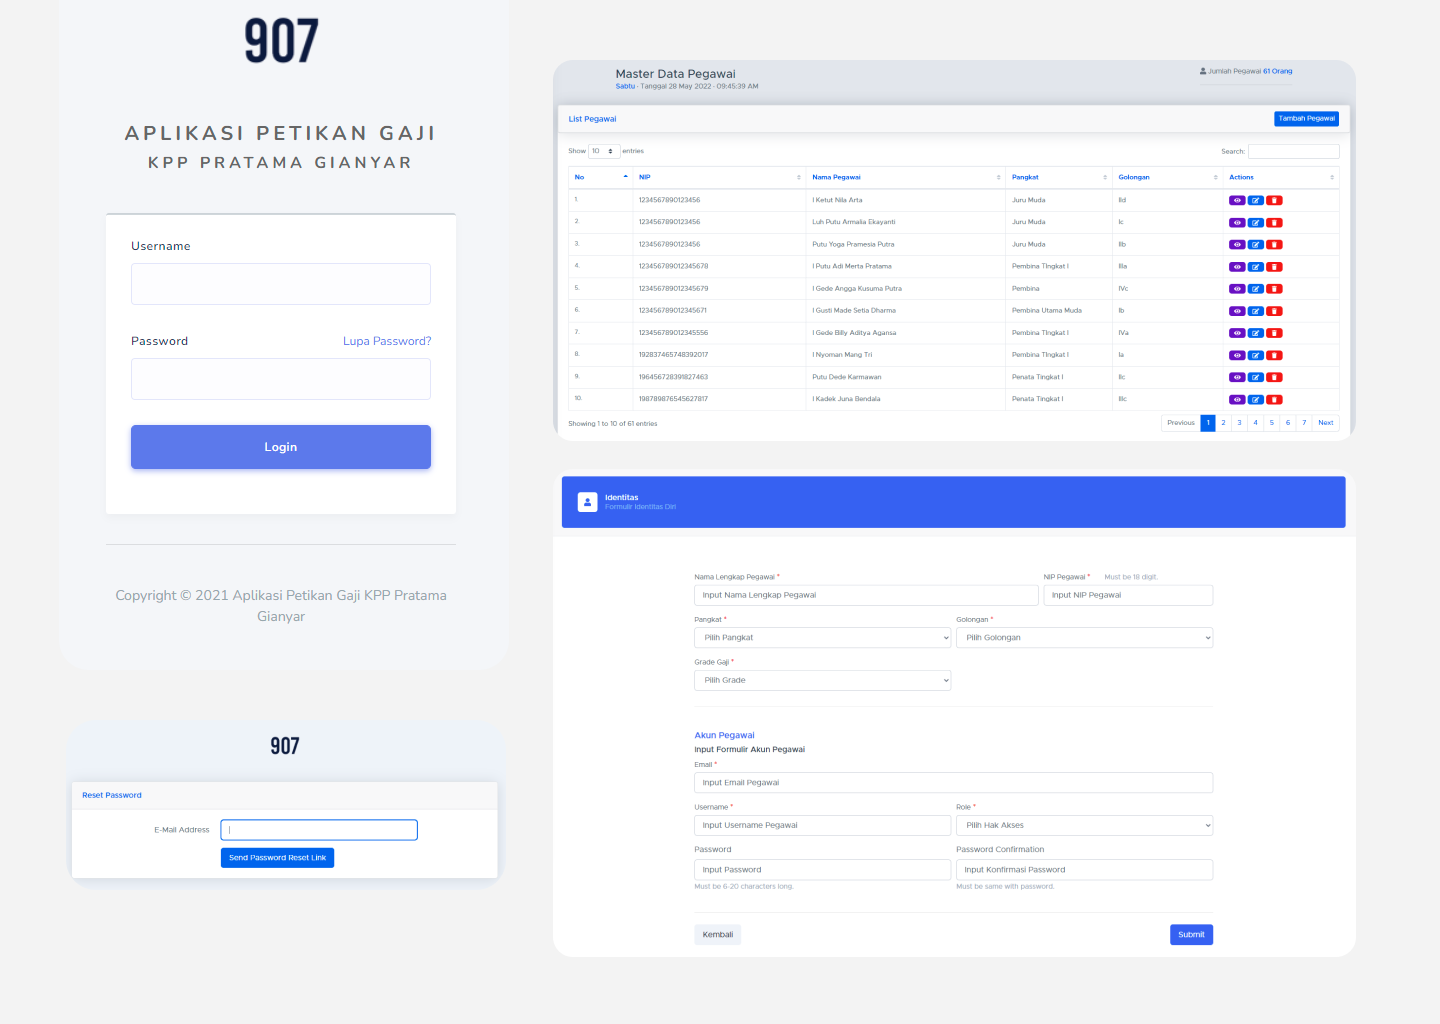 907
APLIKASI PETIKAN GAJI
KPP PRATAMA GIANYAR
Username
Password Lupa Password?
Login
Copyright © 2021 Aplikasi Petikan Gaji KPP Pratama
Gianyar
907
Reset Password
E-Mail Address
Send Password Reset Link
Master Data Pegawai
Sabtu - Tanggal 28 May 2022 - 09:45:39 AM
Jumlah Pegawai 61 Orang
List Pegawai Tambah Pegawai
Show 10 entries Search:
No NIP Nama Pegawai Pangkat Golongan Actions
1. 1234567890123456 I Ketut Nila Arta Juru Muda IId
2. 1234567890123456 Luh Putu Armalia Ekayanti Juru Muda Ic
3. 1234567890123456 Putu Yoga Pramesia Putra Juru Muda IIb
4. 123456789012345678 I Putu Adi Merta Pratama Pembina TIngkat I IIIa
5. 123456789012345679 I Gede Angga Kusuma Putra Pembina IVc
6. 123456789012345671 I Gusti Made Setia Dharma Pembina Utama Muda Ib
7. 123456789012345556 I Gede Billy Aditya Agansa Pembina TIngkat I IVa
8. 192837465748392017 I Nyoman Mang Tri Pembina TIngkat I Ia
9. 196456728391827463 Putu Dede Karmawan Penata Tingkat I IIc
10. 198789876545627817 I Kadek Juna Bendala Penata Tingkat I IIIc
Showing 1 to 10 of 61 entries Previous 1 2 3 4 5 6 7 Next
Identitas
Formulir Identitas Diri
Nama Lengkap Pegawai * NIP Pegawai * Must be 18 digit.
Input Nama Lengkap Pegawai Input NIP Pegawai
Pangkat * Golongan *
Pilih Pangkat Pilih Golongan
Grade Gaji *
Pilih Grade
Akun Pegawai
Input Formulir Akun Pegawai
Email *
Input Email Pegawai
Username * Role *
Input Username Pegawai Pilih Hak Akses
Password Password Confirmation
Input Password Input Konfirmasi Password
Must be 6-20 characters long. Must be same with password.
Kembali Submit